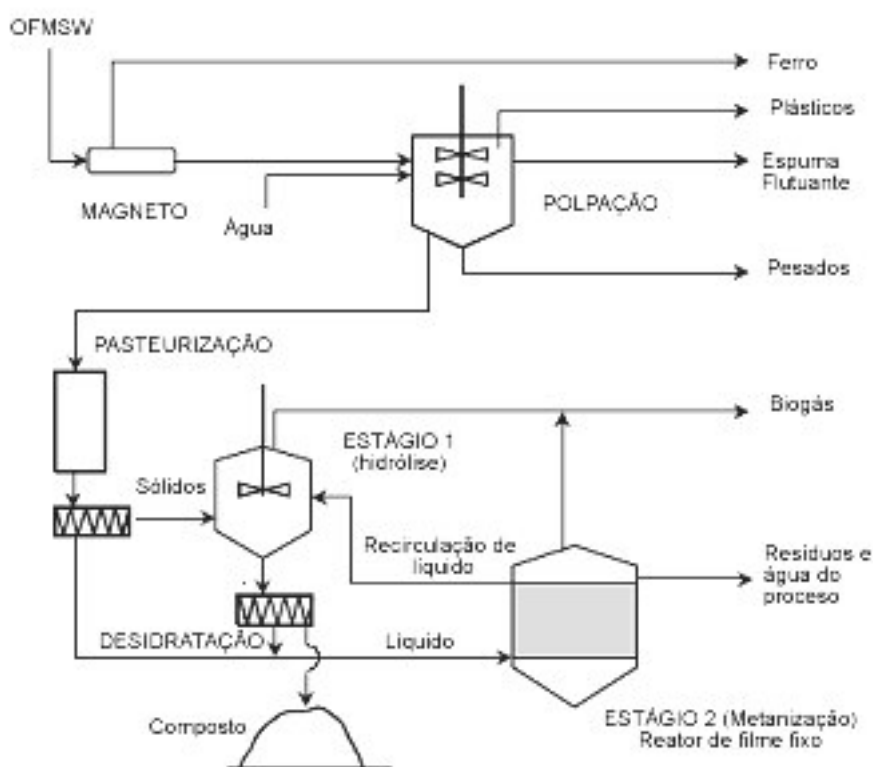 OFMSW
Ferro
Plásticos
Espuma
Flutuante
MAGNETO
Água
POLPAÇÃO
Pesados
PASTEURIZAÇÃO
Biogás
ESTÁGIO 1
(hidrólise)
Sólidos
Recirculação de
líquido
Resíduos e
água do
proceso
DESIDRATAÇÃO
Líquido
Composto
ESTÁGIO 2 (Metanização)
Reator de filme fixo